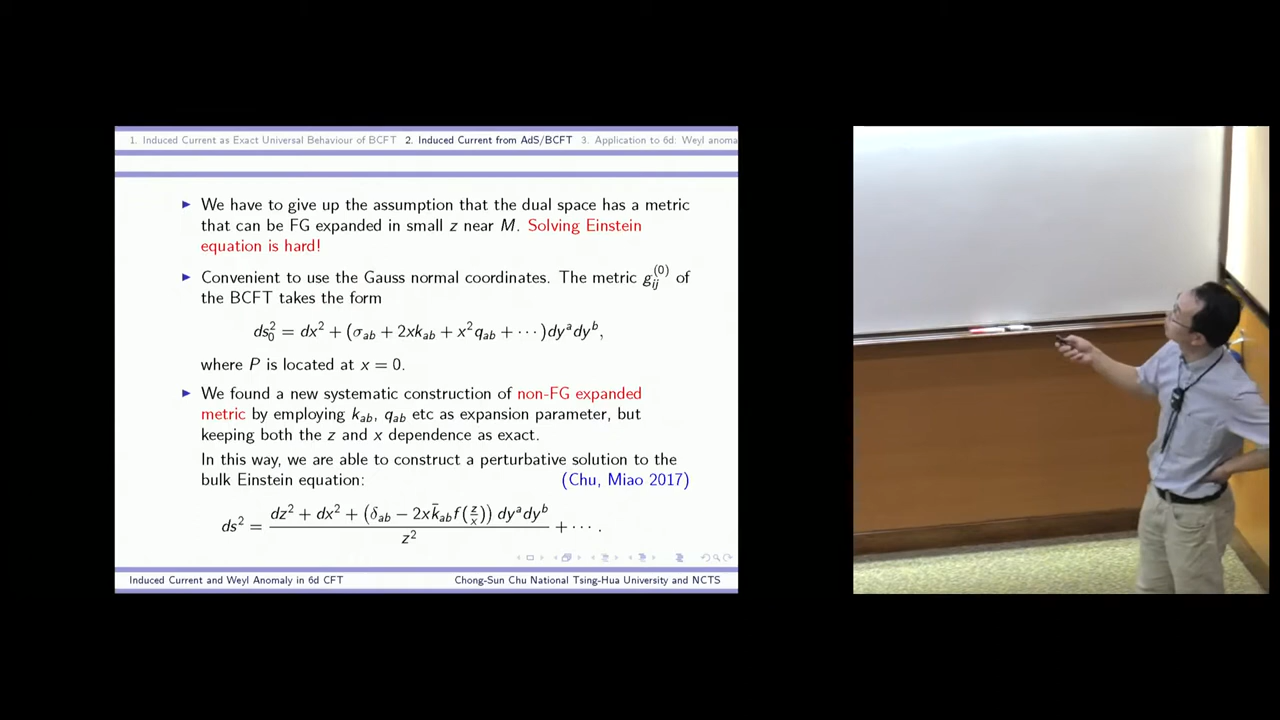 1. Induced Current as Exact Universal Behaviour of BCFT 2. Induced Current from AdS/BCFT 3. Application to 6d: Weyl anoma
We have to give up the assumption that the dual space has a metric
that can be FG expanded in small z near M. Solving Einstein
equation is hard!
Convenient to use the Gauss normal coordinates. The metric g_{ij}^{(0)} of
the BCFT takes the form
ds_0^2 = dx^2 + (σ_{ab} + 2xk_{ab} + x^2 q_{ab} + ···)dy^a dy^b,
where P is located at x = 0.
We found a new systematic construction of non-FG expanded
metric by employing k_{ab}, q_{ab} etc as expansion parameter, but
keeping both the z and x dependence as exact.
In this way, we are able to construct a perturbative solution to the
bulk Einstein equation: (Chu, Miao 2017)
ds^2 = \frac{dz^2 + dx^2 + (δ_{ab} − 2x\bar{k}_{ab} f(\frac{z}{x})) dy^a dy^b}{z^2} + ··· .
Induced Current and Weyl Anomaly in 6d CFT Chong-Sun Chu National Tsing-Hua University and NCTS